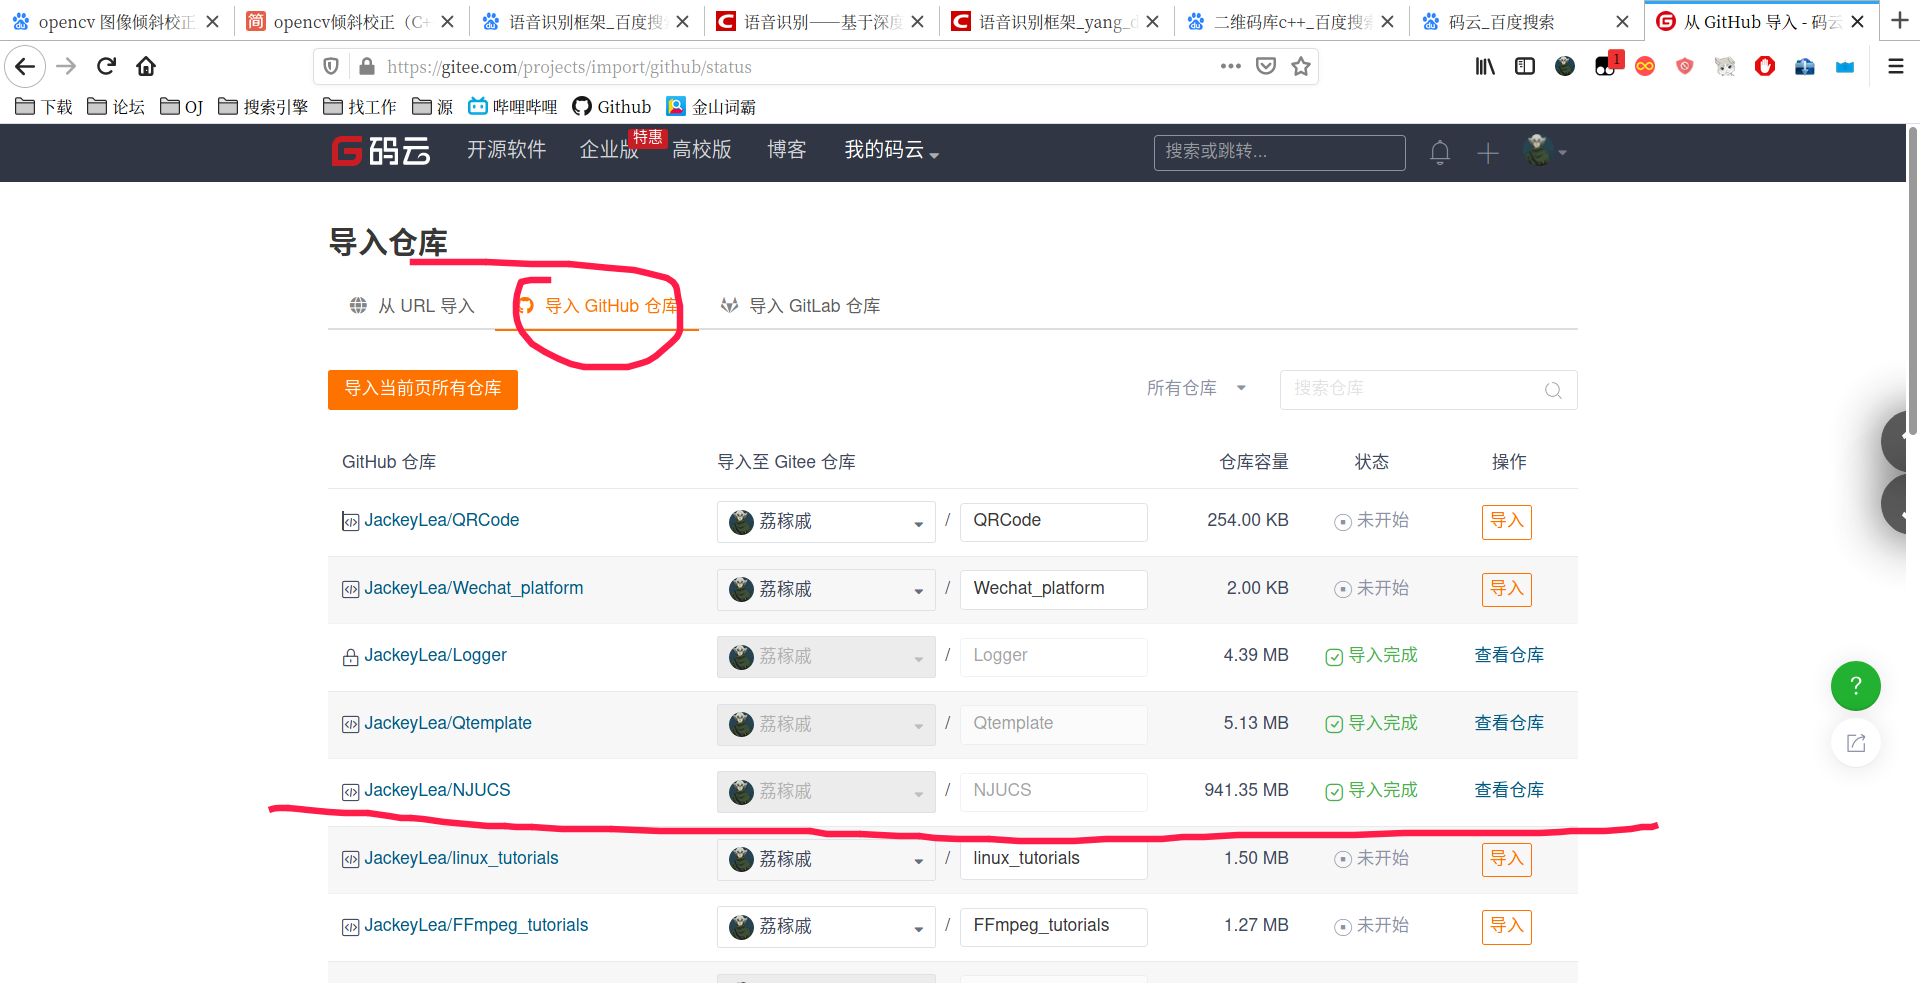 opencv 图像倾斜校正
opencv倾斜校正（C+
语音识别框架_百度搜
语音识别——基于深度
语音识别框架_yang_d
二维码库c++_百度搜索
码云_百度搜索
从 GitHub 导入 - 码云
https://gitee.com/projects/import/github/status
1
下载 论坛 OJ 搜索引擎 找工作 源 哔哩哔哩 Github 金山词霸
码云 开源软件 企业版 特惠 高校版 博客 我的码云 搜索或跳转...
导入仓库
从 URL 导入 导入 GitHub 仓库 导入 GitLab 仓库
导入当前页所有仓库 所有仓库 搜索仓库
GitHub 仓库 导入至 Gitee 仓库 仓库容量 状态 操作
JackeyLea/QRCode 荔稼戚 / QRCode 254.00 KB 未开始 导入
JackeyLea/Wechat_platform 荔稼戚 / Wechat_platform 2.00 KB 未开始 导入
JackeyLea/Logger 荔稼戚 / Logger 4.39 MB 导入完成 查看仓库
JackeyLea/Qtemplate 荔稼戚 / Qtemplate 5.13 MB 导入完成 查看仓库
JackeyLea/NJUCS 荔稼戚 / NJUCS 941.35 MB 导入完成 查看仓库
JackeyLea/linux_tutorials 荔稼戚 / linux_tutorials 1.50 MB 未开始 导入
JackeyLea/FFmpeg_tutorials 荔稼戚 / FFmpeg_tutorials 1.27 MB 未开始 导入